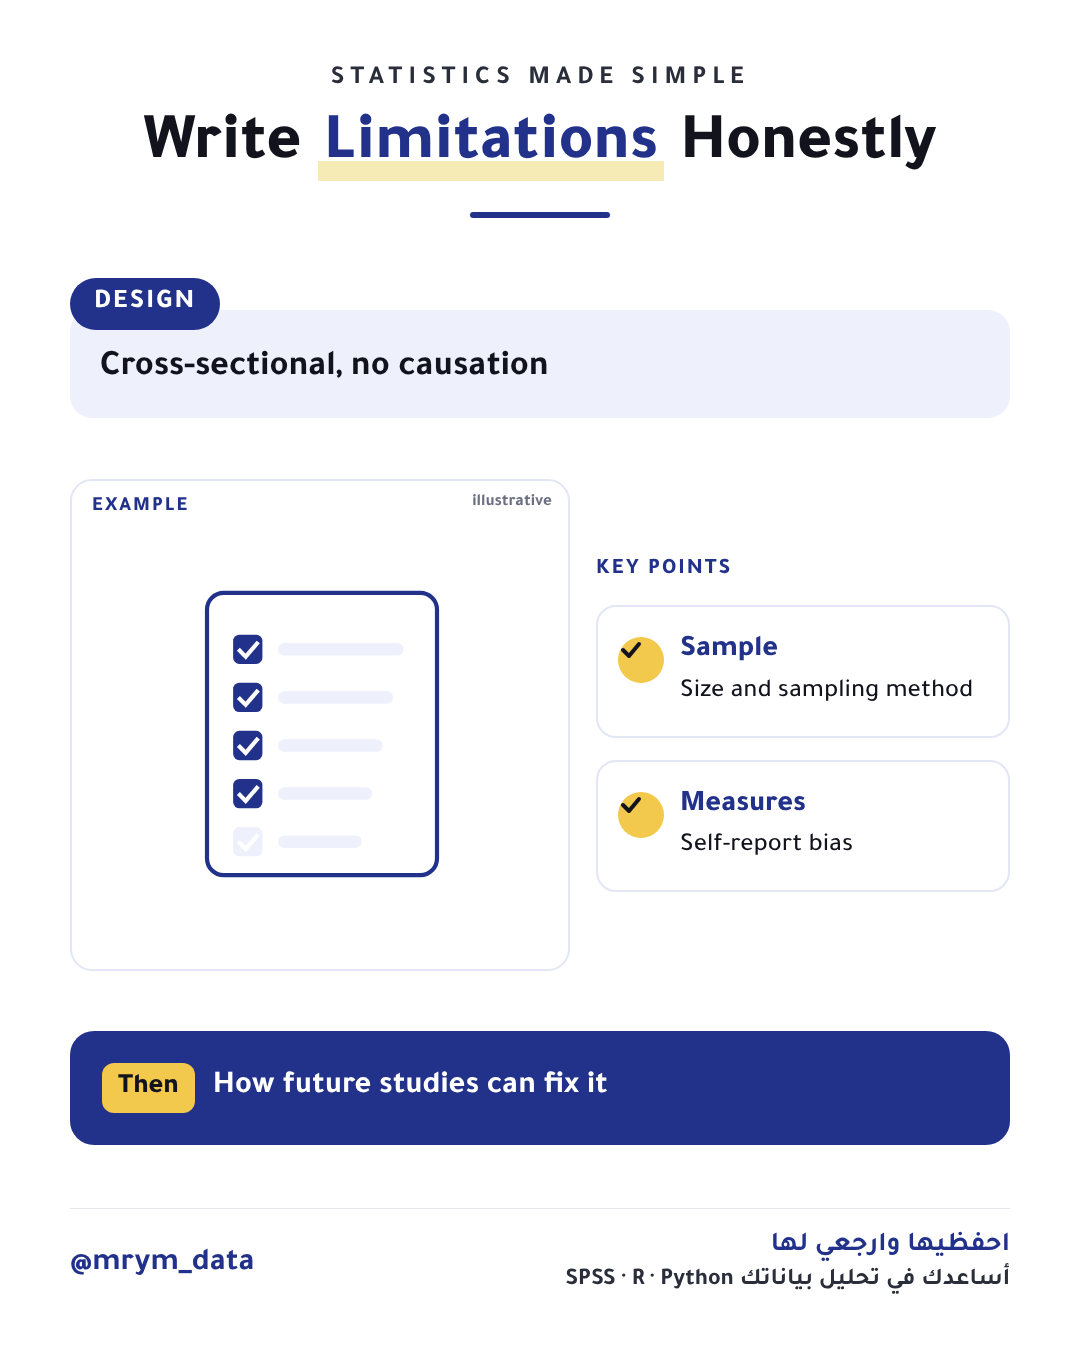 STATISTICS MADE SIMPLE
Write Limitations Honestly
DESIGN
Cross-sectional, no causation
EXAMPLE
illustrative
KEY POINTS
Sample
Size and sampling method
Measures
Self-report bias
Then How future studies can fix it
@mrym_data
احفظيها وارجعي لها
أساعدك في تحليل بياناتك SPSS · R · Python